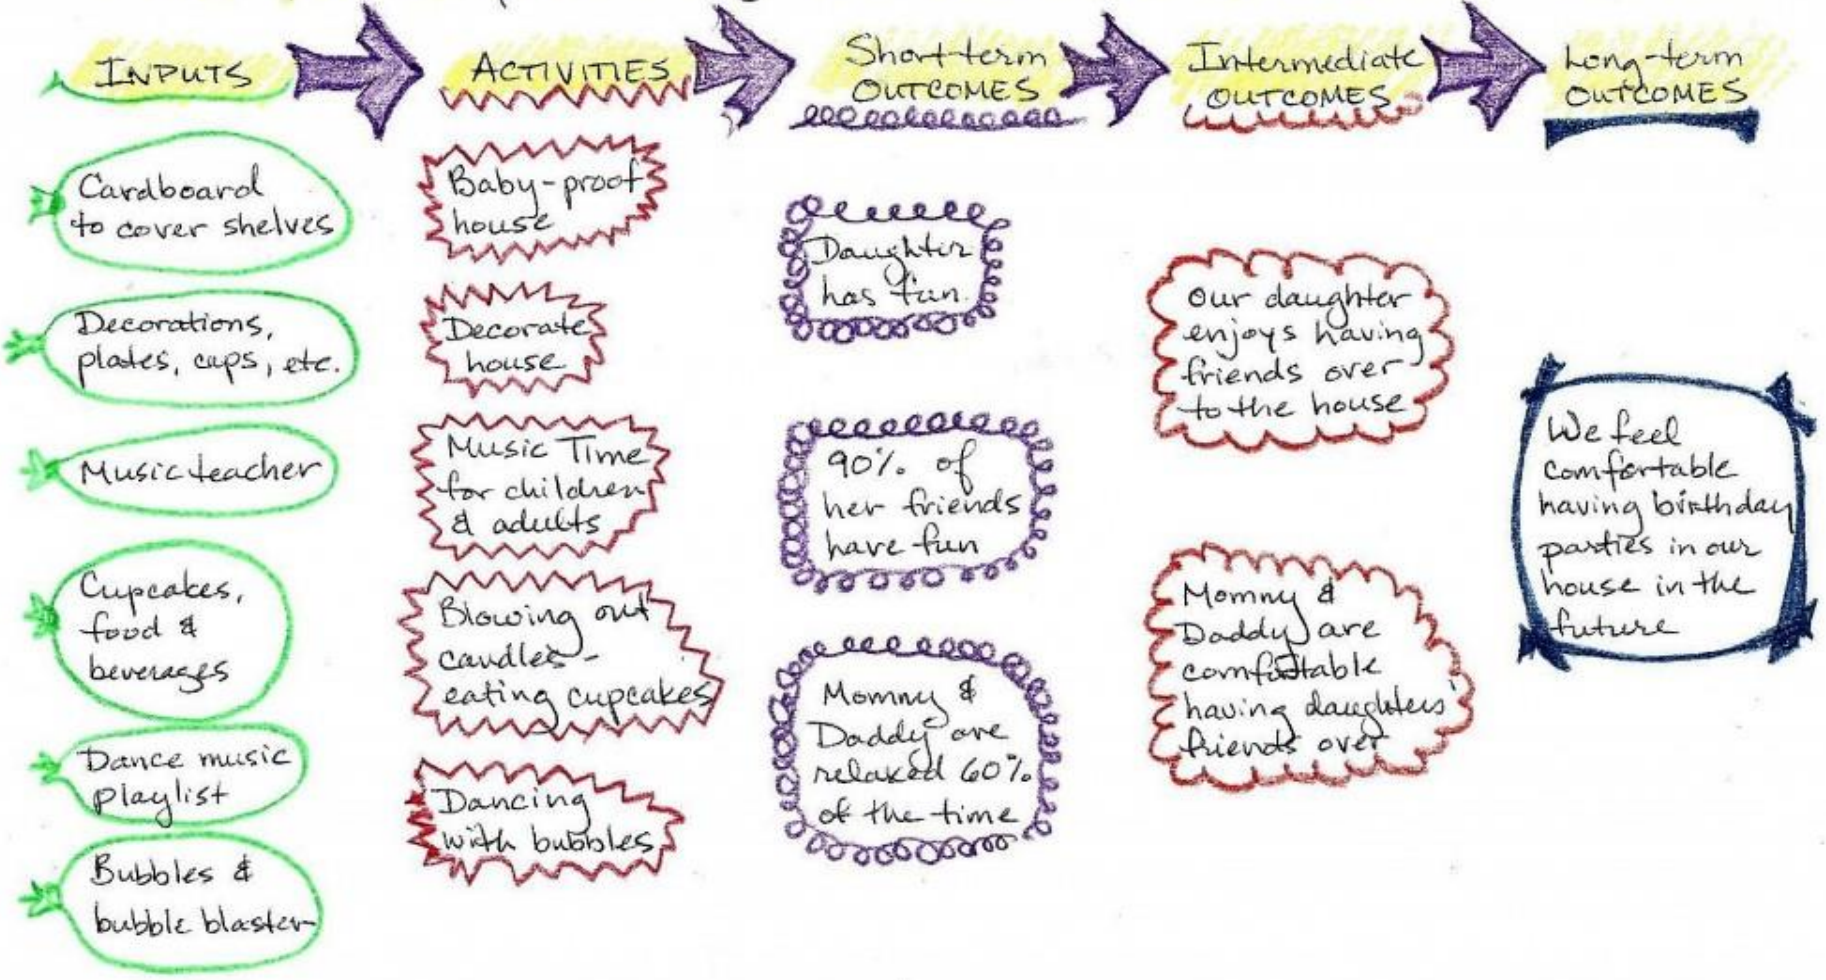 INPUTS
Cardboard
to cover shelves
Decorations,
plates, cups, etc.
Music teacher
Cupcakes,
food &
beverages
Dance music
playlist
Bubbles &
bubble blaster
ACTIVITIES
Baby-proof
house
Decorate
house
Music Time
for children
& adults
Blowing out
candles -
eating cupcakes
Dancing
with bubbles
Short-term
OUTCOMES
Daughter
has fun.
90% of
her friends
have fun
Mommy &
Daddy are
relaxed 60%
of the time
Intermediate
OUTCOMES
Our daughter
enjoys having
friends over
to the house
Mommy &
Daddy are
comfortable
having daughters'
friends over
Long-term
OUTCOMES
We feel
comfortable
having birthday
parties in our
house in the
future